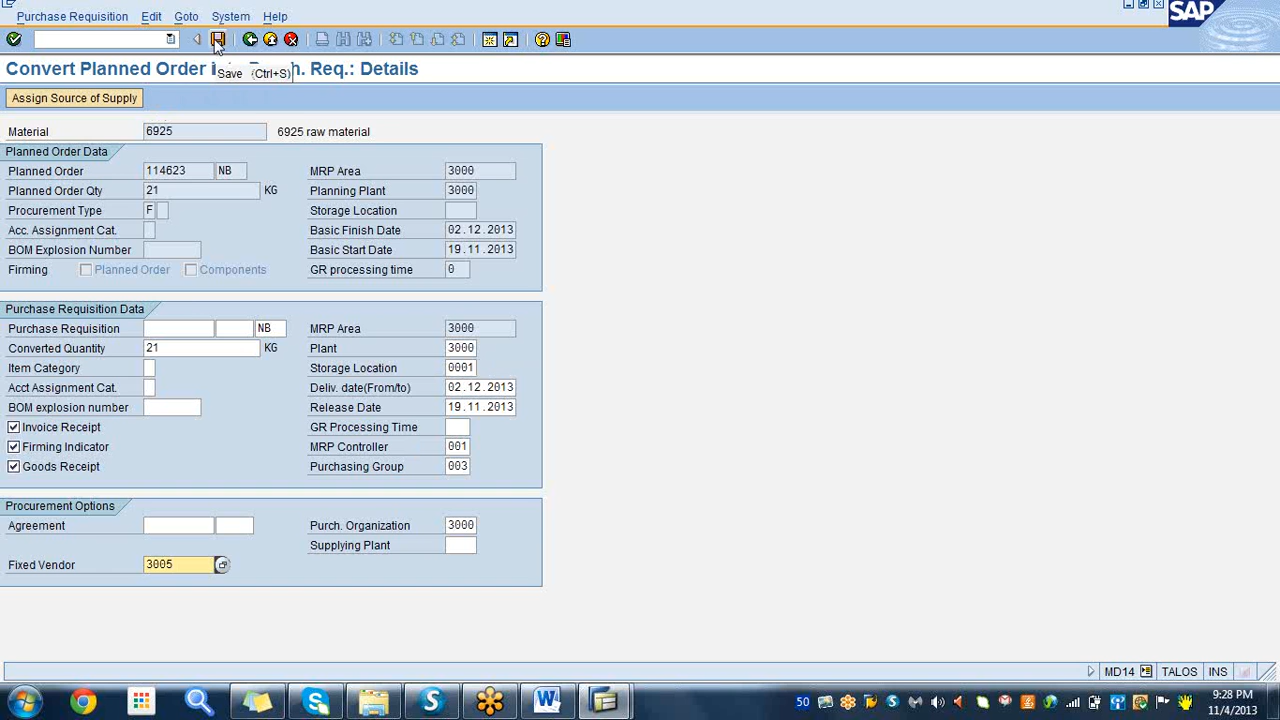 Purchase Requisition Edit Goto System Help
SAP
Convert Planned Order i h. Req.: Details
Save (Ctrl+S)
Assign Source of Supply
Material 6925 6925 raw material
Planned Order Data
Planned Order 114623 NB MRP Area 3000
Planned Order Qty 21 KG Planning Plant 3000
Procurement Type F Storage Location
Acc. Assignment Cat. Basic Finish Date 02.12.2013
BOM Explosion Number Basic Start Date 19.11.2013
Firming Planned Order Components GR processing time 0
Purchase Requisition Data
Purchase Requisition NB MRP Area 3000
Converted Quantity 21 KG Plant 3000
Item Category Storage Location 0001
Acct Assignment Cat. Deliv. date(From/to) 02.12.2013
BOM explosion number Release Date 19.11.2013
Invoice Receipt GR Processing Time
Firming Indicator MRP Controller 001
Goods Receipt Purchasing Group 003
Procurement Options
Agreement Purch. Organization 3000
Supplying Plant
Fixed Vendor 3005
MD14 TALOS INS
50 9:28 PM
11/4/2013